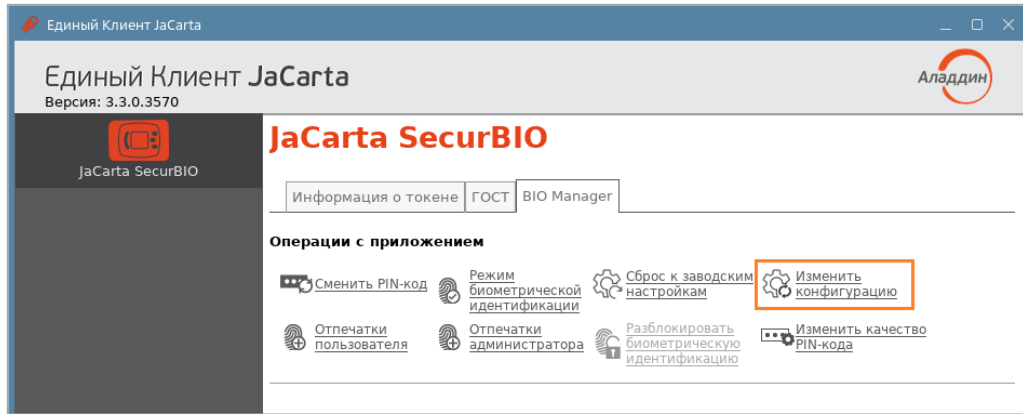 Единый Клиент JaCarta
Единый Клиент JaCarta
Версия: 3.3.0.3570
Аладдин
JaCarta SecurBIO
JaCarta SecurBIO
Информация о токене ГОСТ BIO Manager
Операции с приложением
Сменить PIN-код
Режим
биометрической
идентификации
Сброс к заводским
настройкам
Изменить
конфигурацию
Отпечатки
пользователя
Отпечатки
администратора
Разблокировать
биометрическую
идентификацию
Изменить качество
PIN-кода